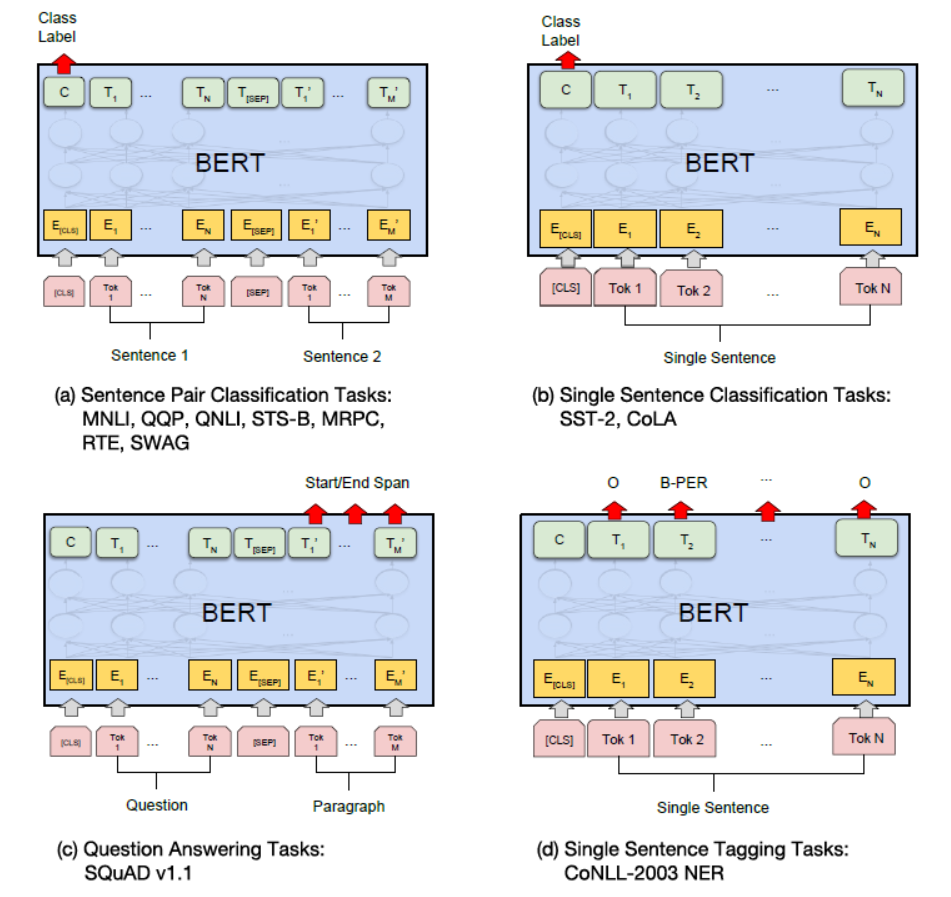 Class
Label
C T1 ... TN T[SEP] T1' ... TM'
BERT
E[CLS] E1 ... EN E[SEP] E1' ... EM'
[CLS] Tok 1 ... Tok N [SEP] Tok 1 ... Tok M
Sentence 1 Sentence 2
(a) Sentence Pair Classification Tasks:
MNLI, QQP, QNLI, STS-B, MRPC,
RTE, SWAG
Class
Label
C T1 T2 ... TN
BERT
E[CLS] E1 E2 ... EN
[CLS] Tok 1 Tok 2 ... Tok N
Single Sentence
(b) Single Sentence Classification Tasks:
SST-2, CoLA
Start/End Span
C T1 ... TN T[SEP] T1' ... TM'
BERT
E[CLS] E1 ... EN E[SEP] E1' ... EM'
[CLS] Tok 1 ... Tok N [SEP] Tok 1 ... Tok M
Question Paragraph
(c) Question Answering Tasks:
SQuAD v1.1
O B-PER ... O
C T1 T2 ... TN
BERT
E[CLS] E1 E2 ... EN
[CLS] Tok 1 Tok 2 ... Tok N
Single Sentence
(d) Single Sentence Tagging Tasks:
CoNLL-2003 NER